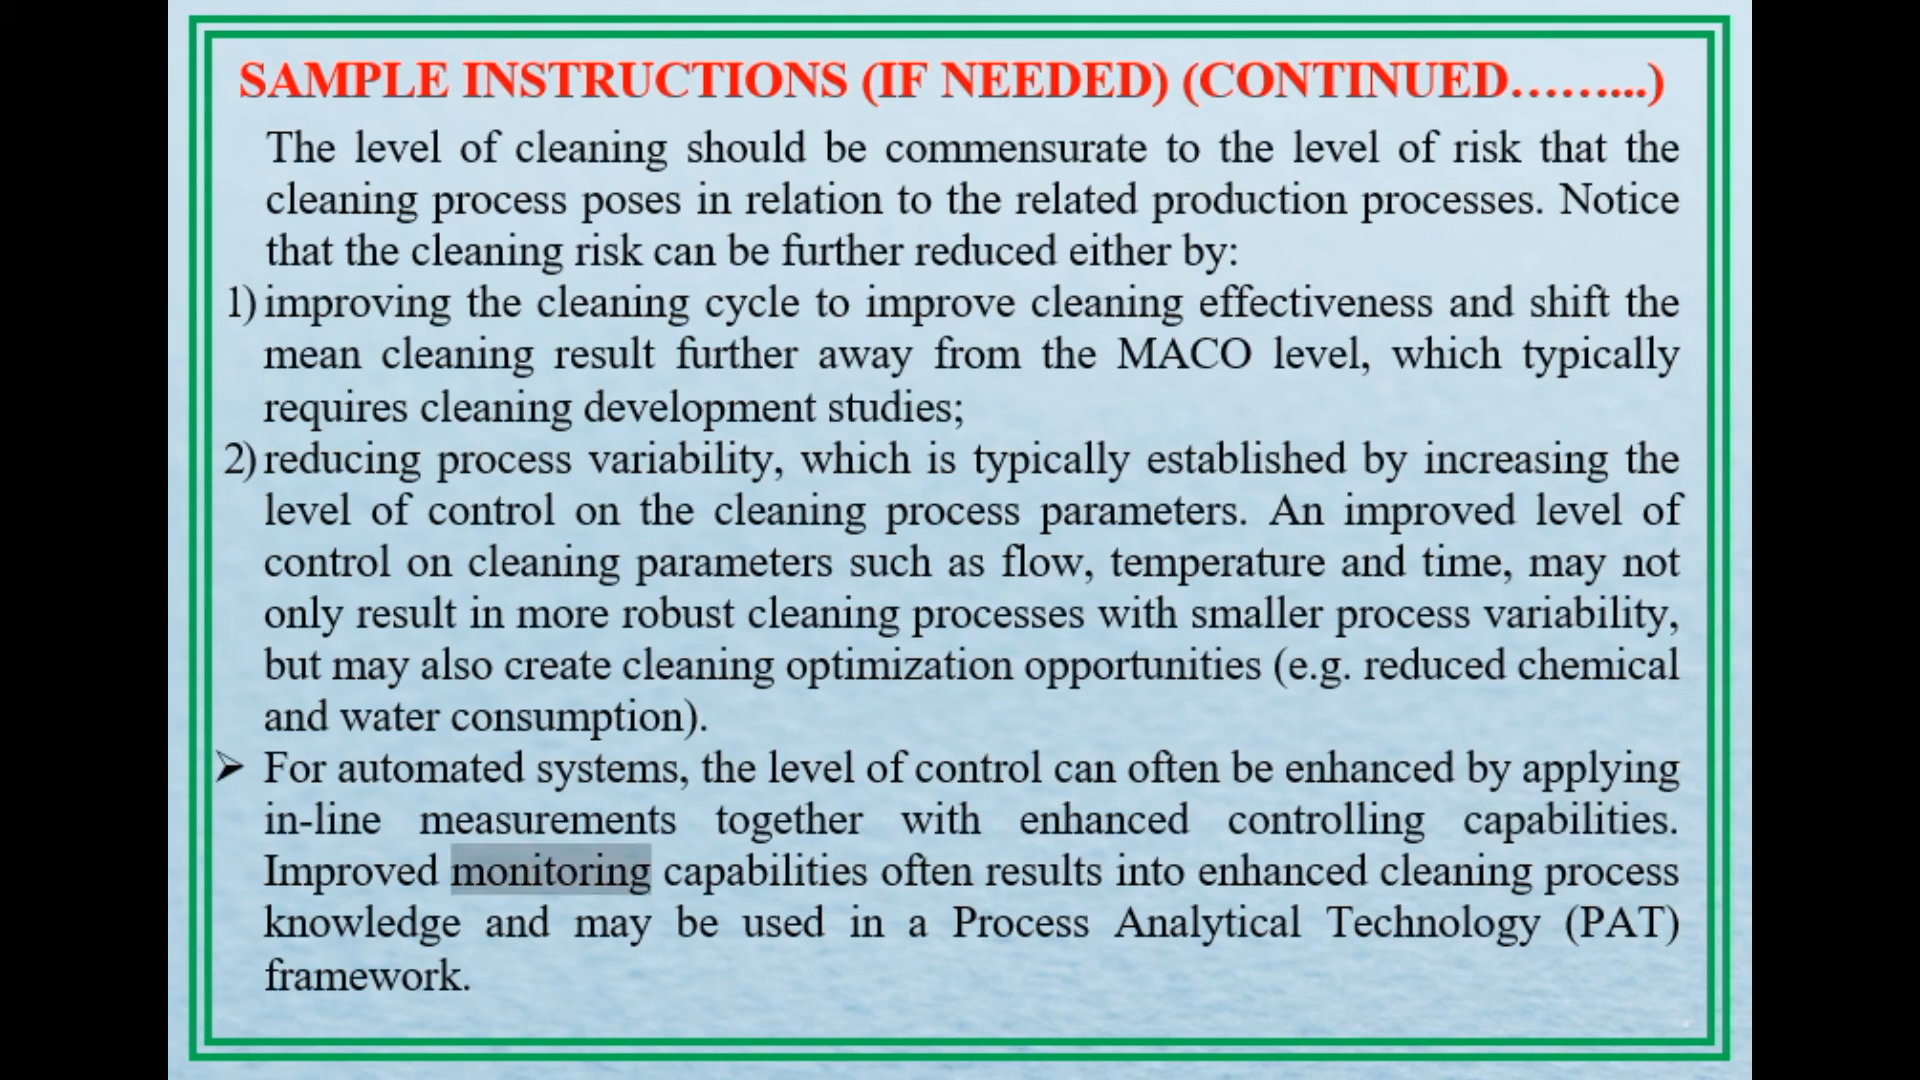 SAMPLE INSTRUCTIONS (IF NEEDED) (CONTINUED……...)
The level of cleaning should be commensurate to the level of risk that the
cleaning process poses in relation to the related production processes. Notice
that the cleaning risk can be further reduced either by:
1) improving the cleaning cycle to improve cleaning effectiveness and shift the
mean cleaning result further away from the MACO level, which typically
requires cleaning development studies;
2) reducing process variability, which is typically established by increasing the
level of control on the cleaning process parameters. An improved level of
control on cleaning parameters such as flow, temperature and time, may not
only result in more robust cleaning processes with smaller process variability,
but may also create cleaning optimization opportunities (e.g. reduced chemical
and water consumption).
➢ For automated systems, the level of control can often be enhanced by applying
in-line measurements together with enhanced controlling capabilities.
Improved monitoring capabilities often results into enhanced cleaning process
knowledge and may be used in a Process Analytical Technology (PAT)
framework.